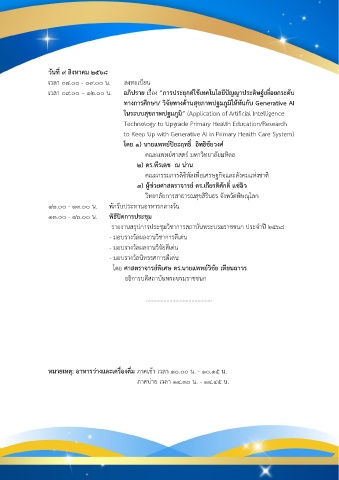 วันที่ ๙ สิงหาคม ๒๕๖๘
เวลา ๐๘.๐๐ - ๐๙.๐๐ น. ลงทะเบียน
เวลา ๐๙.๐๐ – ๑๒.๐๐ น. อภิปราย เรื่อง "การประยุกต์ใช้เทคโนโลยีปัญญาประดิษฐ์เพื่อยกระดับ
ทางการศึกษา/ วิจัยทางด้านสุขภาพปฐมภูมิให้ทันกับ Generative AI
ในระบบสุขภาพปฐมภูมิ" (Application of Artificial Intelligence
Technology to Upgrade Primary Health Education/Research
to Keep Up with Generative AI in Primary Health Care System)
โดย ๑) นายแพทย์ปิยะฤทธิ์ อิทธิชัยวงศ์
คณะแพทยศาสตร์ มหาวิทยาลัยมหิดล
๒) ดร.พีรเดช ณ น่าน
คณะกรรมการดิจิทัลเพื่อเศรษฐกิจและสังคมแห่งชาติ
๓) ผู้ช่วยศาสตราจารย์ ดร.เกียรติศักดิ์ แซ่อิว
วิทยาลัยการสาธารณสุขสิรินธร จังหวัดพิษณุโลก
๑๒.๐๐ - ๑๓.๐๐ น. พักรับประทานอาหารกลางวัน
๑๓.๐๐ - ๑๖.๐๐ น. พิธีปิดการประชุม
รายงานสรุปการประชุมวิชาการสถาบันพระบรมราชชนก ประจำปี ๒๕๖๘
- มอบรางวัลผลงานวิชาการดีเด่น
- มอบรางวัลผลงานวิจัยดีเด่น
- มอบรางวัลนิทรรศการดีเด่น
โดย ศาสตราจารย์พิเศษ ดร.นายแพทย์วิชัย เทียนถาวร
อธิการบดีสถาบันพระบรมราชชนก
หมายเหตุ: อาหารว่างและเครื่องดื่ม ภาคเช้า เวลา ๑๐.๐๐ น. - ๑๐.๑๕ น.
ภาคบ่าย เวลา ๑๔.๓๐ น. - ๑๔.๔๕ น.